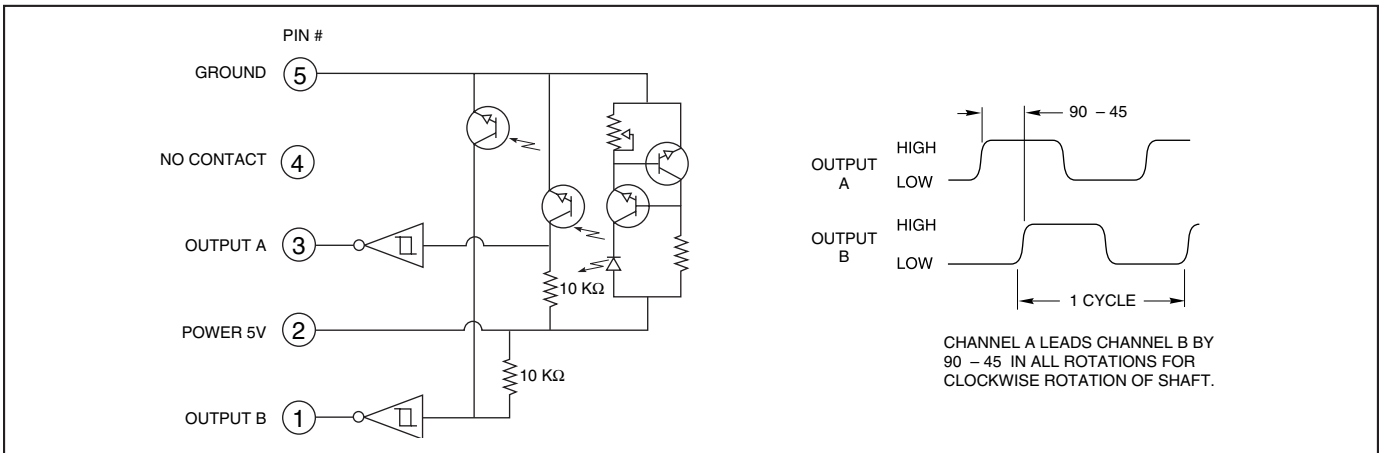 PIN #
GROUND 5
NO CONTACT 4
OUTPUT A 3
10 KΩ
POWER 5V 2
10 KΩ
OUTPUT B 1
90 – 45
OUTPUT
A
HIGH
LOW
OUTPUT
B
HIGH
LOW
1 CYCLE
CHANNEL A LEADS CHANNEL B BY
90 – 45 IN ALL ROTATIONS FOR
CLOCKWISE ROTATION OF SHAFT.